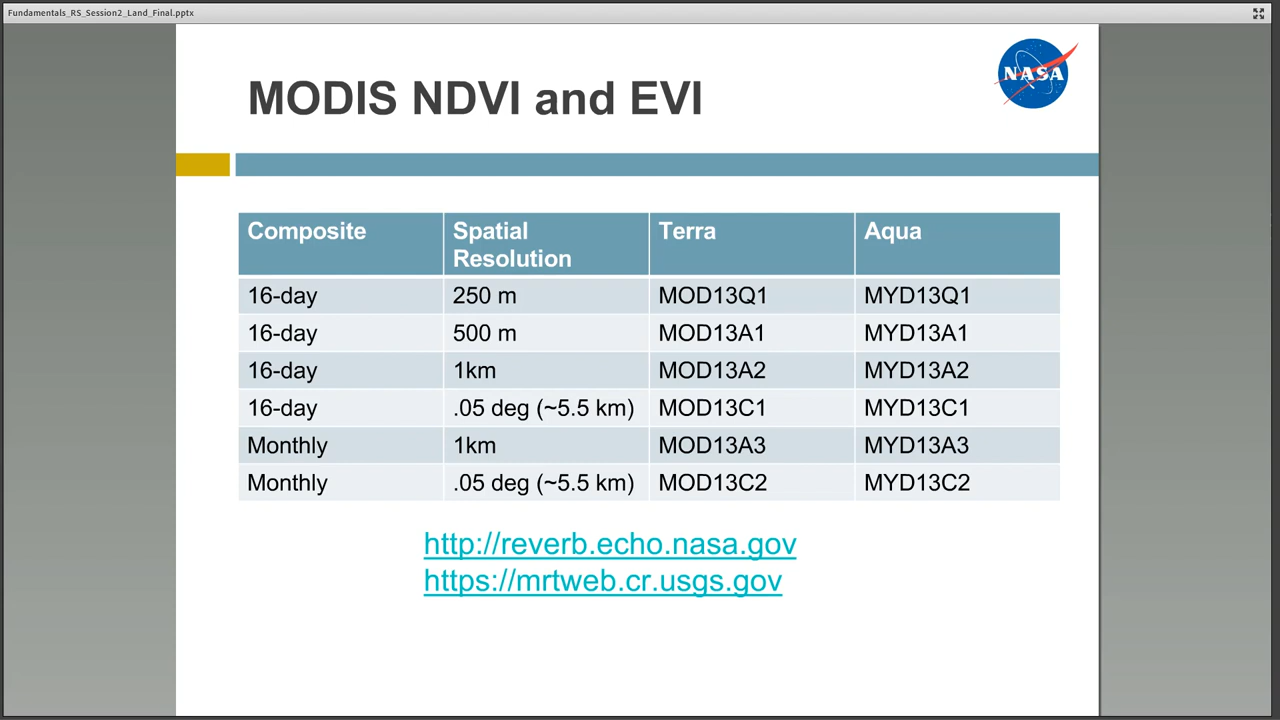 Fundamentals_RS_Session2_Land_Final.pptx
NASA
MODIS NDVI and EVI
Composite Spatial Resolution Terra Aqua
16-day 250 m MOD13Q1 MYD13Q1
16-day 500 m MOD13A1 MYD13A1
16-day 1km MOD13A2 MYD13A2
16-day .05 deg (~5.5 km) MOD13C1 MYD13C1
Monthly 1km MOD13A3 MYD13A3
Monthly .05 deg (~5.5 km) MOD13C2 MYD13C2
http://reverb.echo.nasa.gov
https://mrtweb.cr.usgs.gov